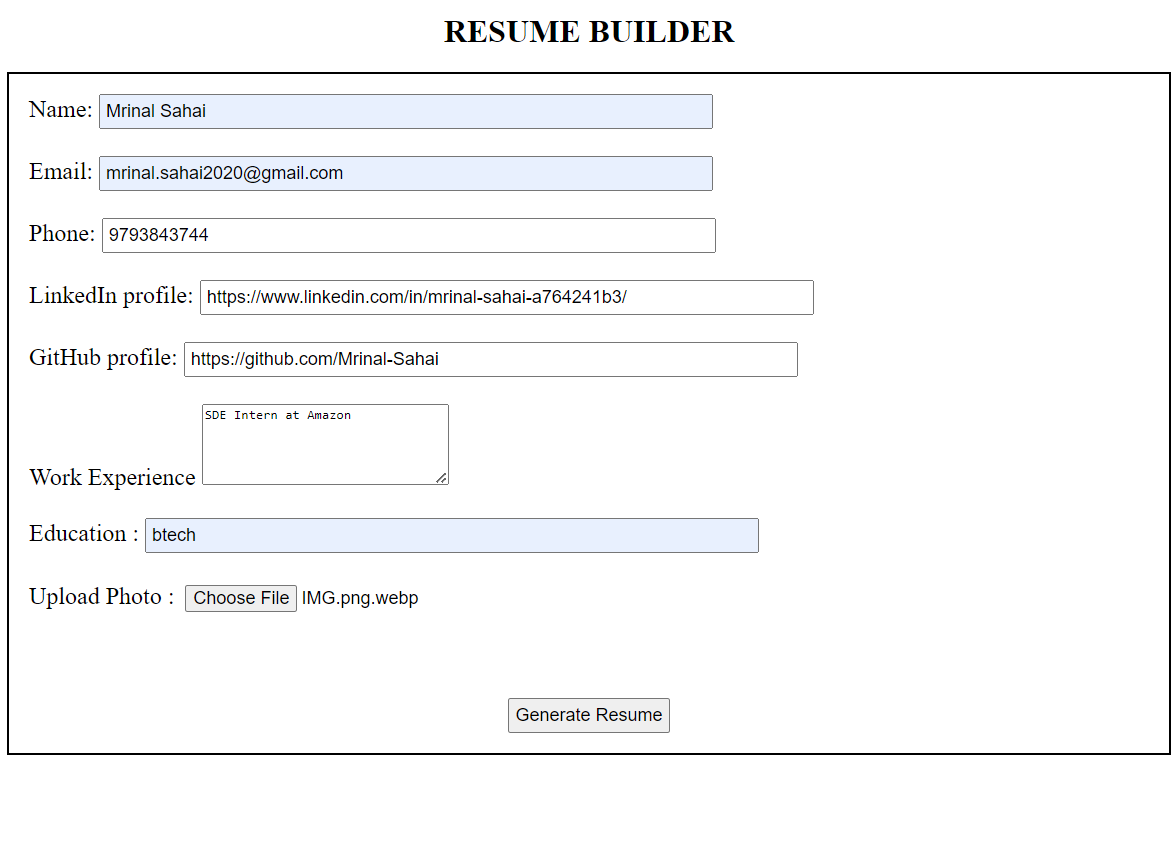 RESUME BUILDER
Name: Mrinal Sahai
Email: mrinal.sahai2020@gmail.com
Phone: 9793843744
LinkedIn profile: https://www.linkedin.com/in/mrinal-sahai-a764241b3/
GitHub profile: https://github.com/Mrinal-Sahai
Work Experience SDE Intern at Amazon
Education : btech
Upload Photo : Choose File IMG.png.webp
Generate Resume